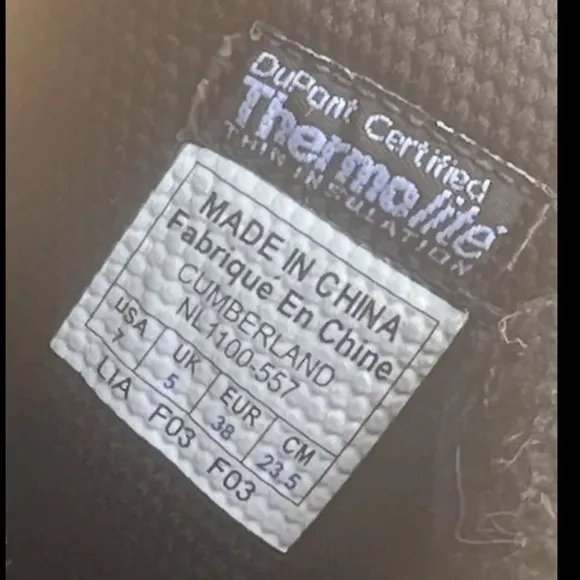 DuPont Certified
Thermolite
THIN INSULATION
MADE IN CHINA
Fabriqué En Chine
CUMBERLAND
NL1100-557
USA UK EUR CM
7 5 38 23.5
LIA F03 F03